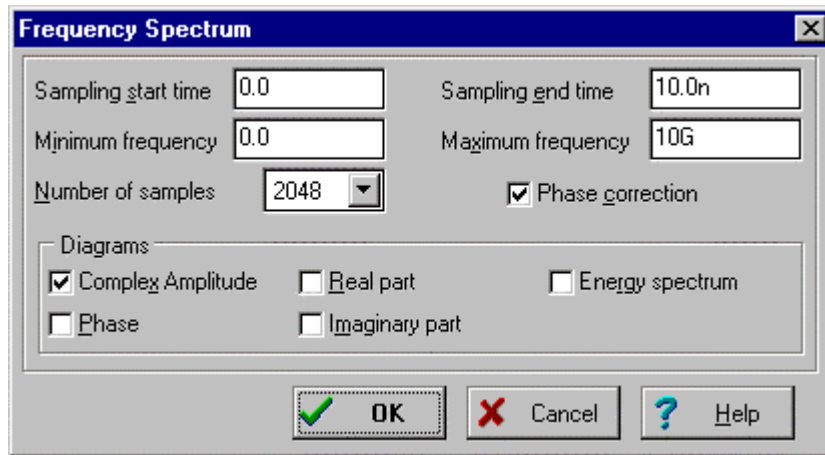 Frequency Spectrum
Sampling start time 0.0 Sampling end time 10.0n
Minimum frequency 0.0 Maximum frequency 10G
Number of samples 2048 Phase correction
Diagrams
Complex Amplitude Real part Energy spectrum
Phase Imaginary part
OK Cancel ? Help